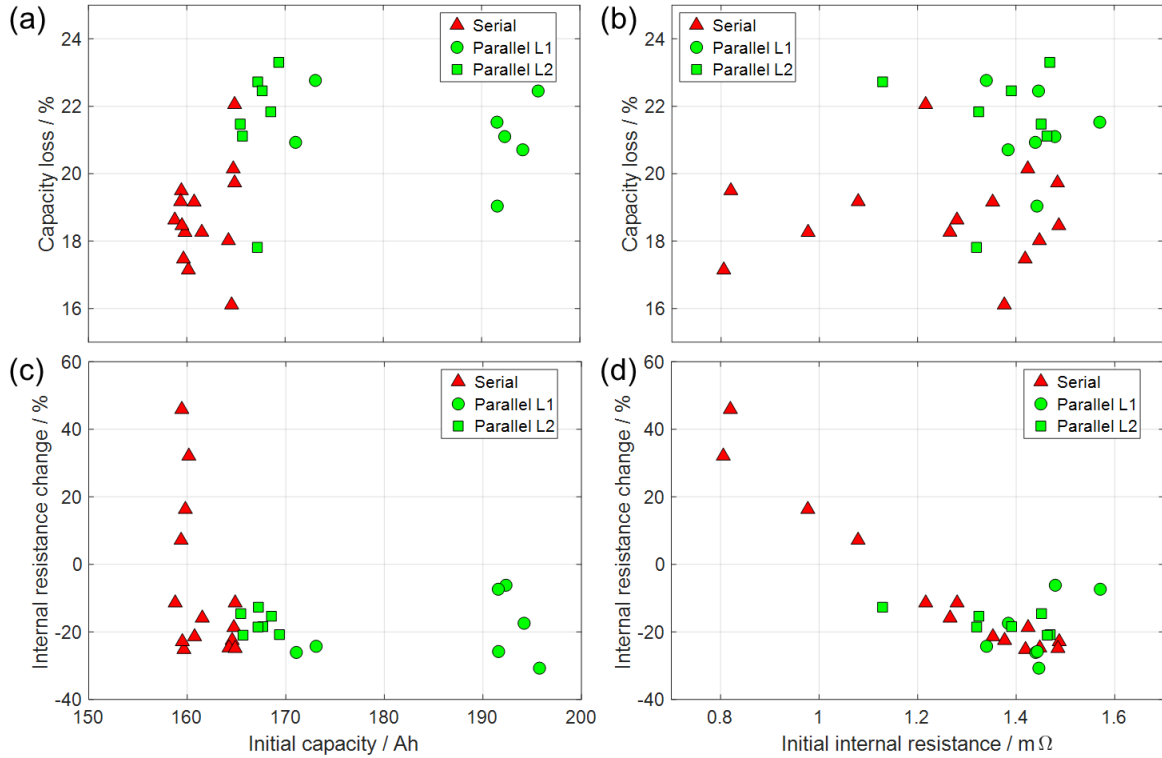 (a)
24
22
20
18
16
Capacity loss / %
Serial
Parallel L1
Parallel L2
(b)
24
22
20
18
16
Capacity loss / %
Serial
Parallel L1
Parallel L2
(c)
60
40
20
0
-20
-40
Internal resistance change / %
Serial
Parallel L1
Parallel L2
150 160 170 180 190 200
Initial capacity / Ah
(d)
60
40
20
0
-20
-40
Internal resistance change / %
Serial
Parallel L1
Parallel L2
0.8 1 1.2 1.4 1.6
Initial internal resistance / mΩ